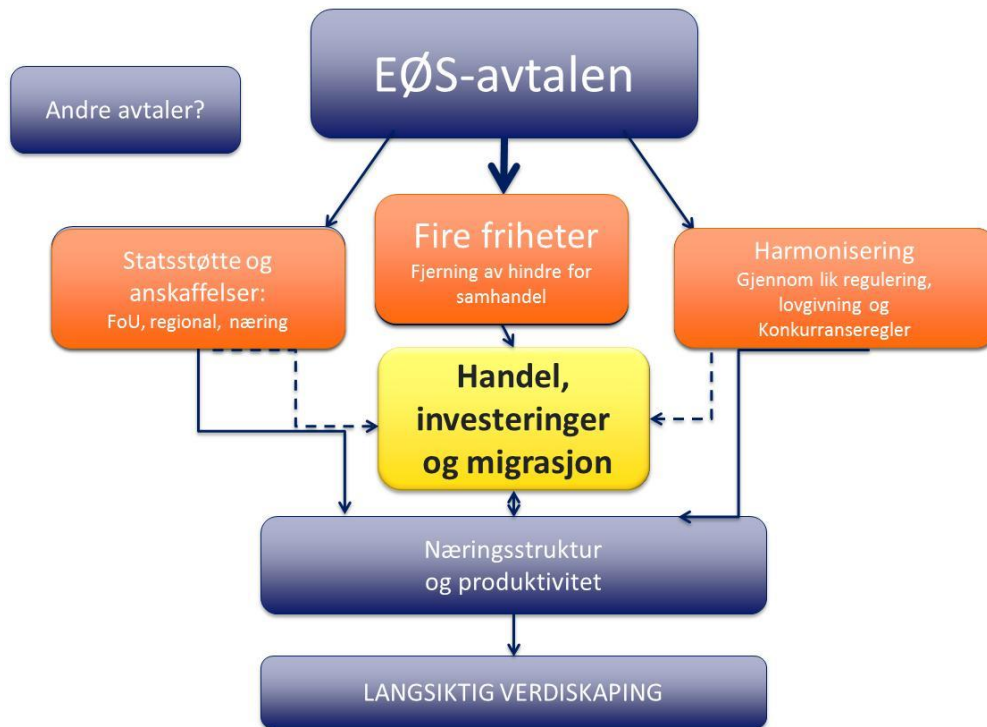 EØS-avtalen
Andre avtaler?
Statsstøtte og
anskaffelser:
FoU, regional, næring
Fire friheter
Fjerning av hindre for
samhandel
Harmonisering
Gjennom lik regulering,
lovgivning og
Konkurranseregler
Handel,
investeringer
og migrasjon
Næringsstruktur
og produktivitet
LANGSIKTIG VERDISKAPING